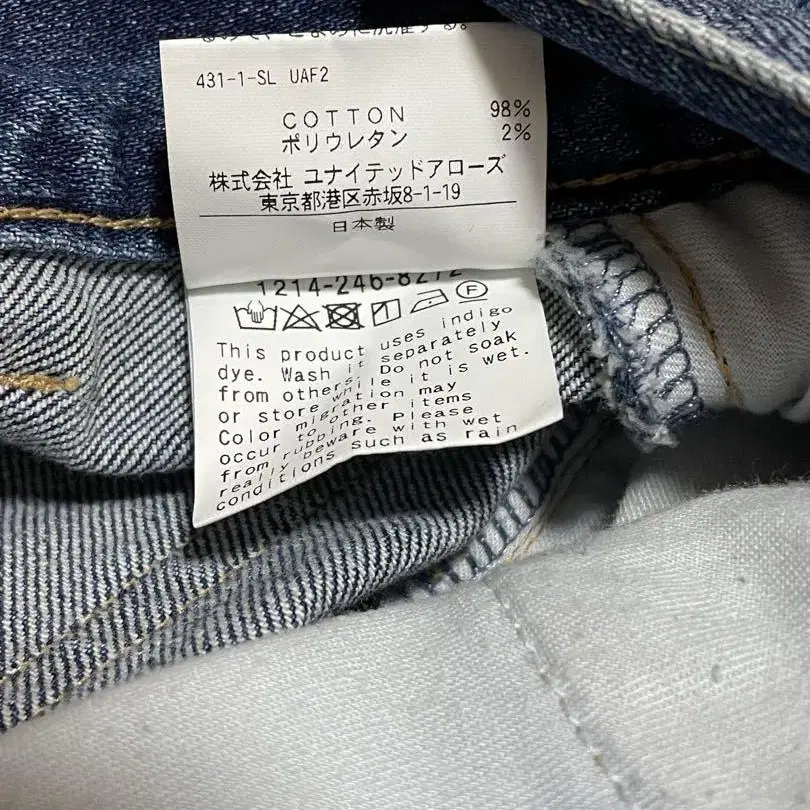 431-1-SL UAF2
COTTON 98%
ポリウレタン 2%
株式会社 ユナイテッドアローズ
東京都港区赤坂8-1-19
日本製
1214-246-8272
F
This product uses indigo
dye. Wash it separately
from others. Do not soak
or store while it is wet.
Color migration may
occur to other items
from rubbing. Please
really beware with wet
conditions such as rain